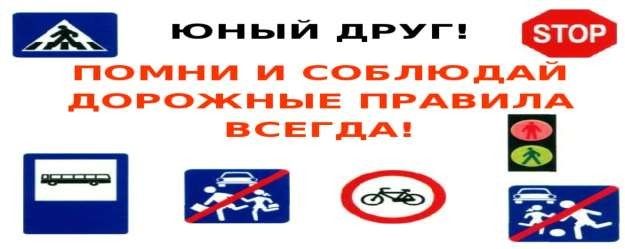 ЮНЫЙ ДРУГ!
STOP
ПОМНИ И СОБЛЮДАЙ
ДОРОЖНЫЕ ПРАВИЛА
ВСЕГДА!